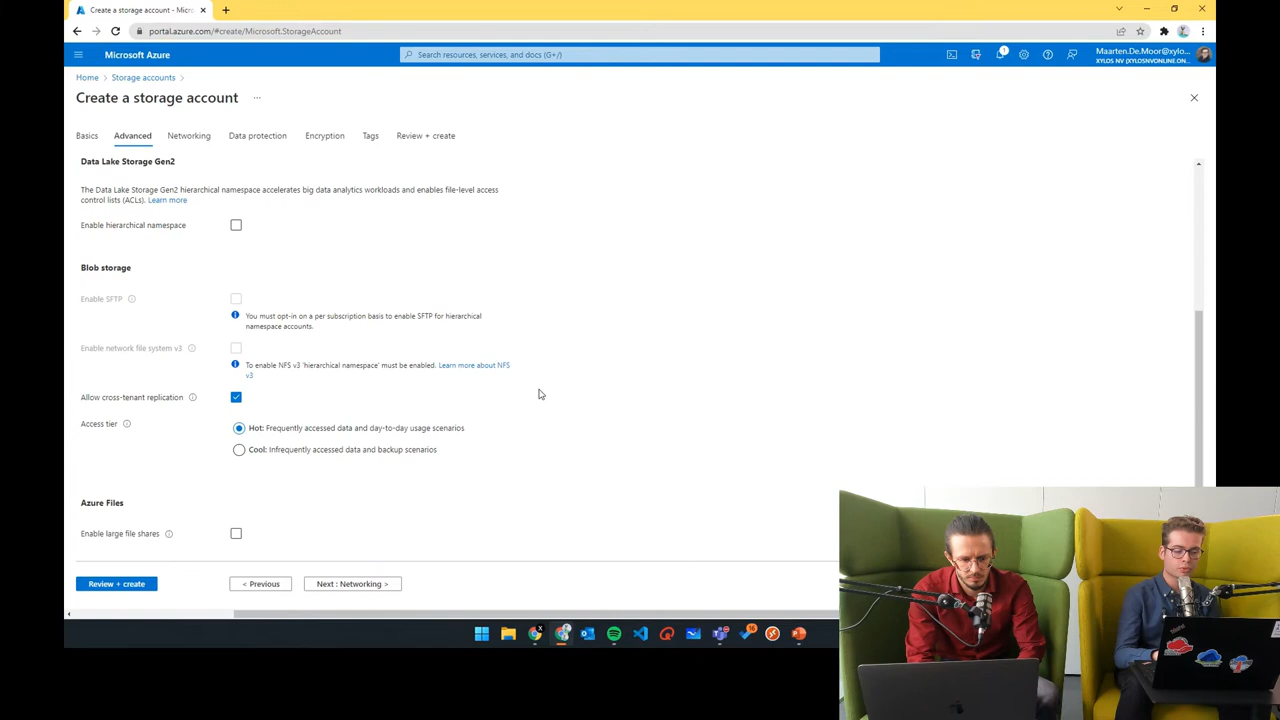 Create a storage account - Micro
portal.azure.com/#create/Microsoft.StorageAccount
Microsoft Azure
Search resources, services, and docs (G+/)
1
Maarten.De.Moor@xylo...
XYLOS NV (XYLOSNVONLINE.ON...
Home > Storage accounts >
Create a storage account ...
Basics Advanced Networking Data protection Encryption Tags Review + create
Data Lake Storage Gen2
The Data Lake Storage Gen2 hierarchical namespace accelerates big data analytics workloads and enables file-level access
control lists (ACLs). Learn more
Enable hierarchical namespace
Blob storage
Enable SFTP
You must opt-in on a per subscription basis to enable SFTP for hierarchical
namespace accounts.
Enable network file system v3
To enable NFS v3 'hierarchical namespace' must be enabled. Learn more about NFS
v3
Allow cross-tenant replication
Access tier
Hot: Frequently accessed data and day-to-day usage scenarios
Cool: Infrequently accessed data and backup scenarios
Azure Files
Enable large file shares
Review + create
< Previous
Next : Networking >